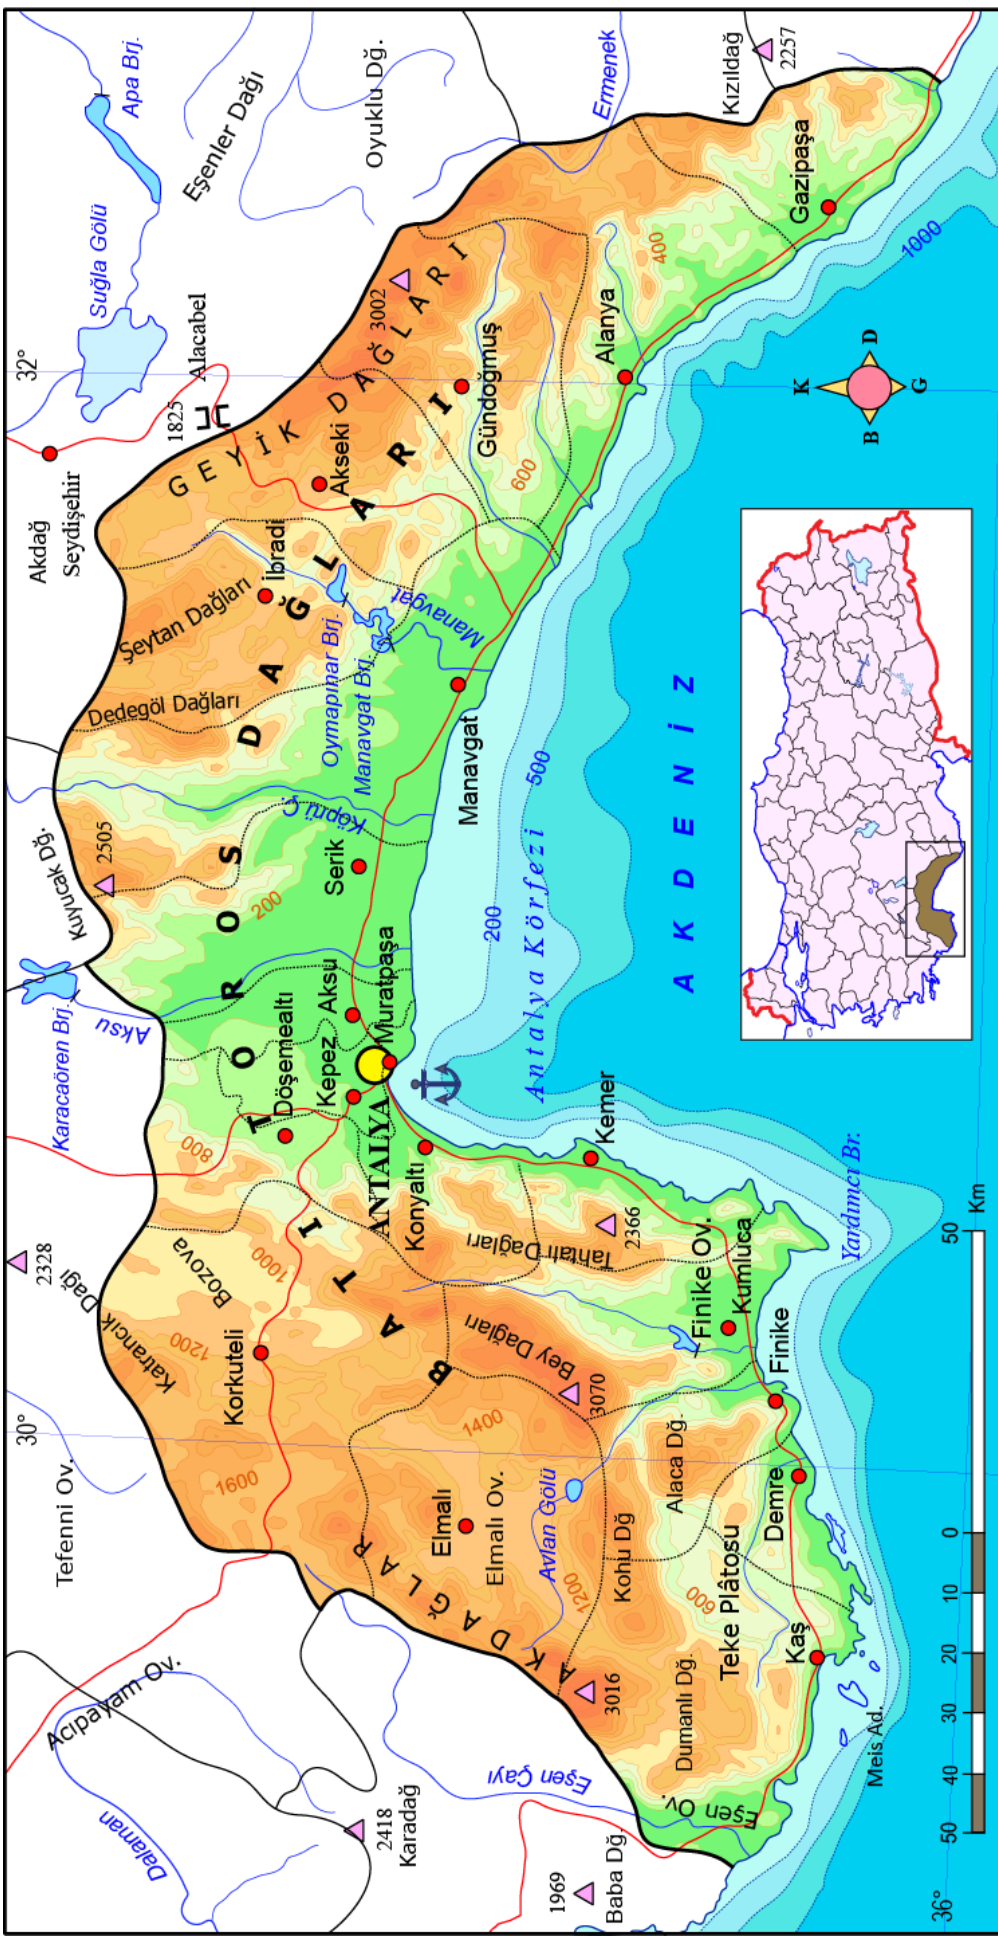 Dalaman
Acıpayam Ov.
Tefenni Ov.
30°
2328
Katrancık Dağı
Karacaören Brj.
Aksu
Kuyucak Dğ.
2505
Akdağ
Seydişehir
32°
Suğla Gölü
Apa Brj.
Alacabel
1825
Eşenler Dağı
Oyuklu Dğ.
Ermenek
Kızıldağ
2257
2418
Karadağ
Eşen Çayı
1969
Baba Dğ.
Eşen Ov.
BATI TOROS DAĞLARI
AKDAĞLAR
3016
1600
1400
1200
1200
1000
800
600
200
600
400
Korkuteli
Bozova
Elmalı
Elmalı Ov.
Avlan Gölü
Kohu Dğ
Alaca Dğ.
Dumanlı Dğ.
Teke Plâtosu
Bey Dağları
3070
Tahtalı Dağları
2366
Döşemealtı
Kepez
Aksu
Muratpaşa
ANTALYA
Konyaaltı
Kemer
Finike Ov.
Kumluca
Finike
Demre
Kaş
Meis Ad.
Yardımcı Br.
Serik
Köprü Ç.
Dedegöl Dağları
Şeytan Dağları
İbradi
Oymapınar Brj.
Manavgat Brj.
Manavgat
Manavgat
GEYİK DAĞLARI
3002
Akseki
Gündoğmuş
Alanya
Gazipaşa
200
500
1000
Antalya Körfezi
AKDENİZ
K
B
D
G
36°
50
40
30
20
10
0
50
Km